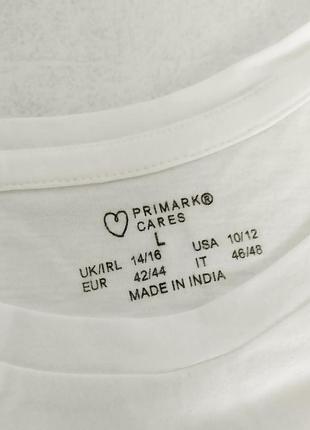 PRIMARK®
CARES
L
UK/IRL 14/16 USA 10/12
EUR 42/44 IT 46/48
MADE IN INDIA